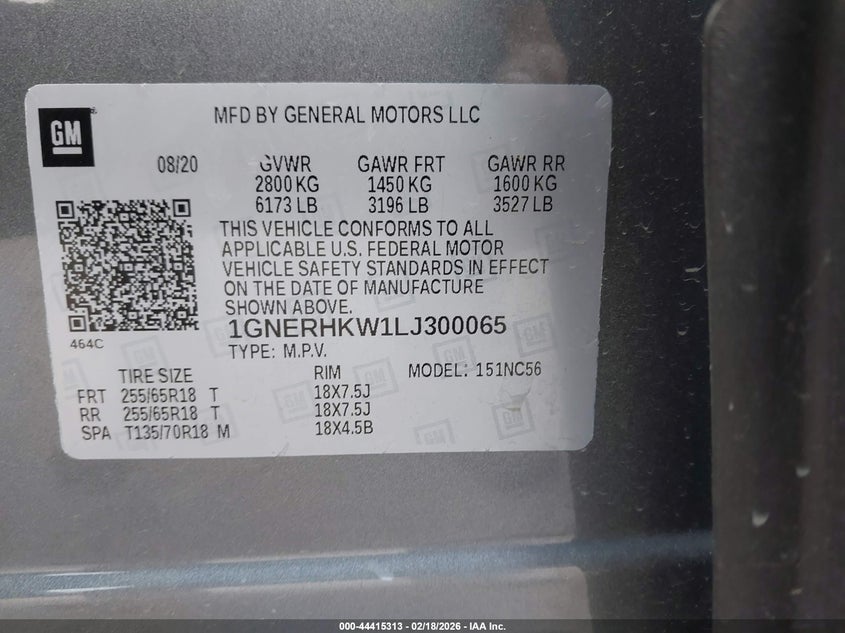 GM
MFD BY GENERAL MOTORS LLC
08/20 GVWR GAWR FRT GAWR RR
2800 KG 1450 KG 1600 KG
6173 LB 3196 LB 3527 LB
THIS VEHICLE CONFORMS TO ALL
APPLICABLE U.S. FEDERAL MOTOR
VEHICLE SAFETY STANDARDS IN EFFECT
ON THE DATE OF MANUFACTURE
SHOWN ABOVE.
464C
1GNERHKW1LJ300065
TYPE: M.P.V.
TIRE SIZE RIM MODEL: 151NC56
FRT 255/65R18 T 18X7.5J
RR 255/65R18 T 18X7.5J
SPA T135/70R18 M 18X4.5B
000-44415313 - 02/18/2026 - IAA Inc.